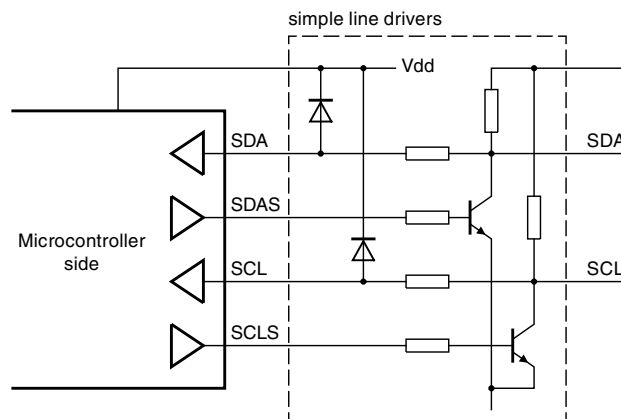 simple line drivers
Vdd
SDA
SDA
SDAS
Microcontroller
side
SCL
SCL
SCLS